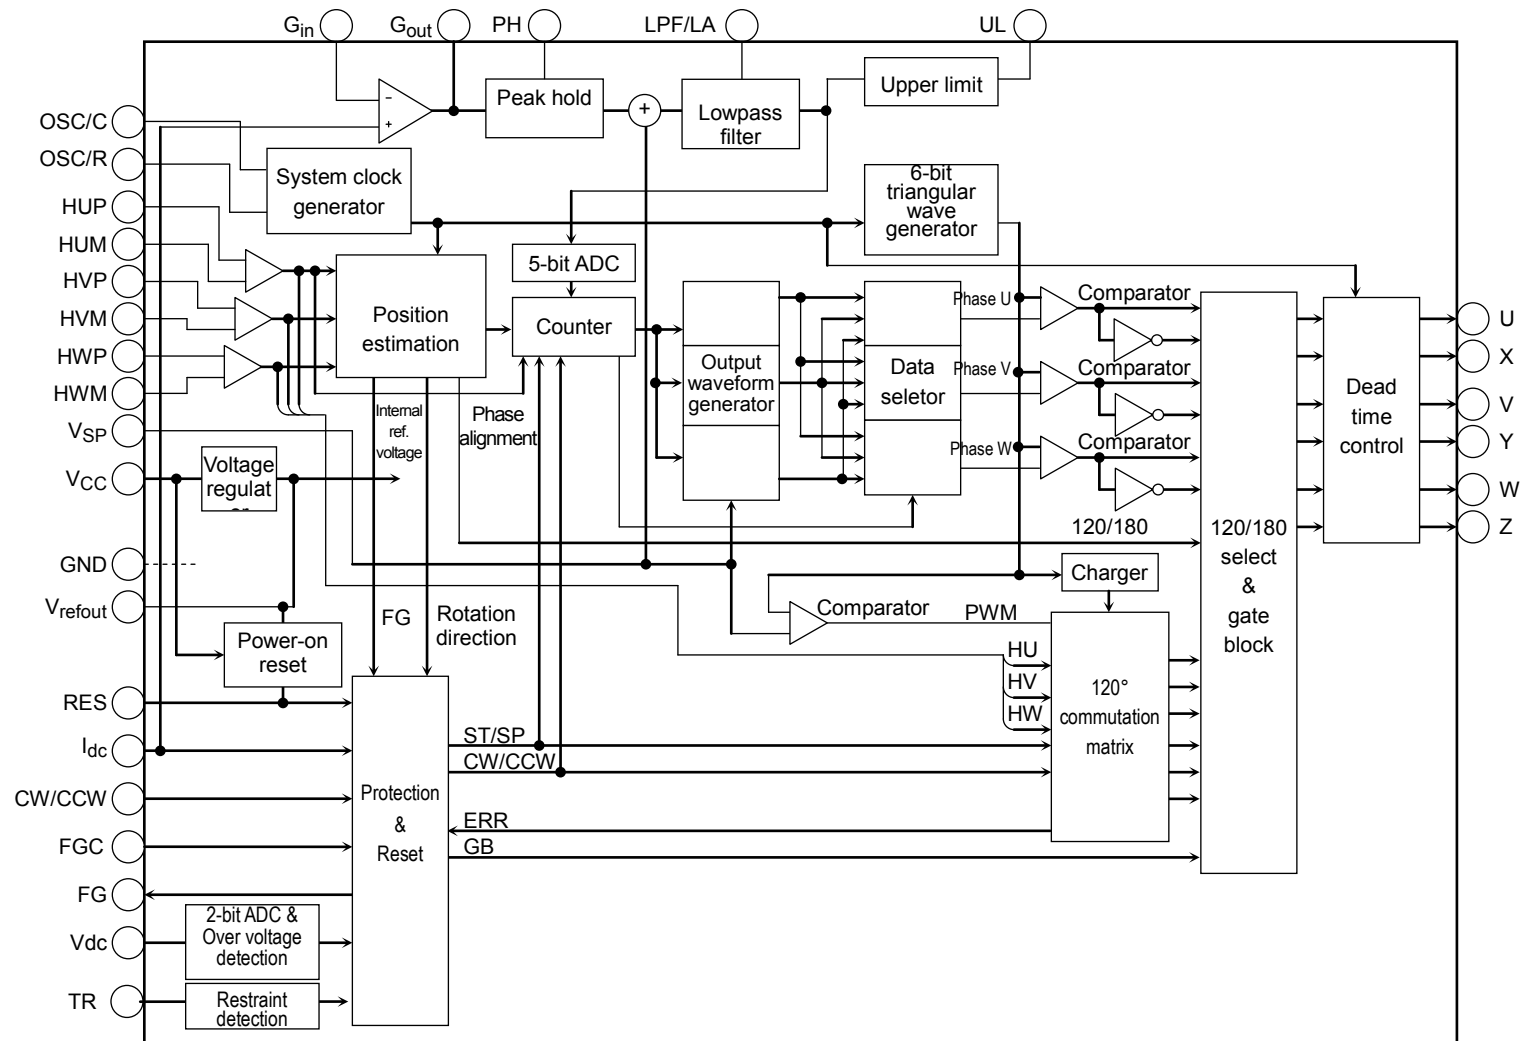 Gin
Gout
PH
LPF/LA
UL
OSC/C
OSC/R
HUP
HUM
HVP
HVM
HWP
HWM
VSP
VCC
GND
Vrefout
RES
Idc
CW/CCW
FGC
FG
Vdc
TR
−
+
Peak hold
+
Lowpass
filter
Upper limit
System clock
generator
6-bit
triangular
wave
generator
5-bit ADC
Position
estimation
Counter
Output
waveform
generator
Data
seletor
Phase U
Phase V
Phase W
Comparator
Comparator
Comparator
Internal
ref.
voltage
Phase
alignment
Voltage
regulat
120/180
120/180
select
&
gate
block
Dead
time
control
U
X
V
Y
W
Z
Charger
Comparator
PWM
FG
Rotation
direction
Power-on
reset
HU
HV
HW
120°
commutation
matrix
ST/SP
CW/CCW
ERR
GB
Protection
&
Reset
2-bit ADC &
Over voltage
detection
Restraint
detection